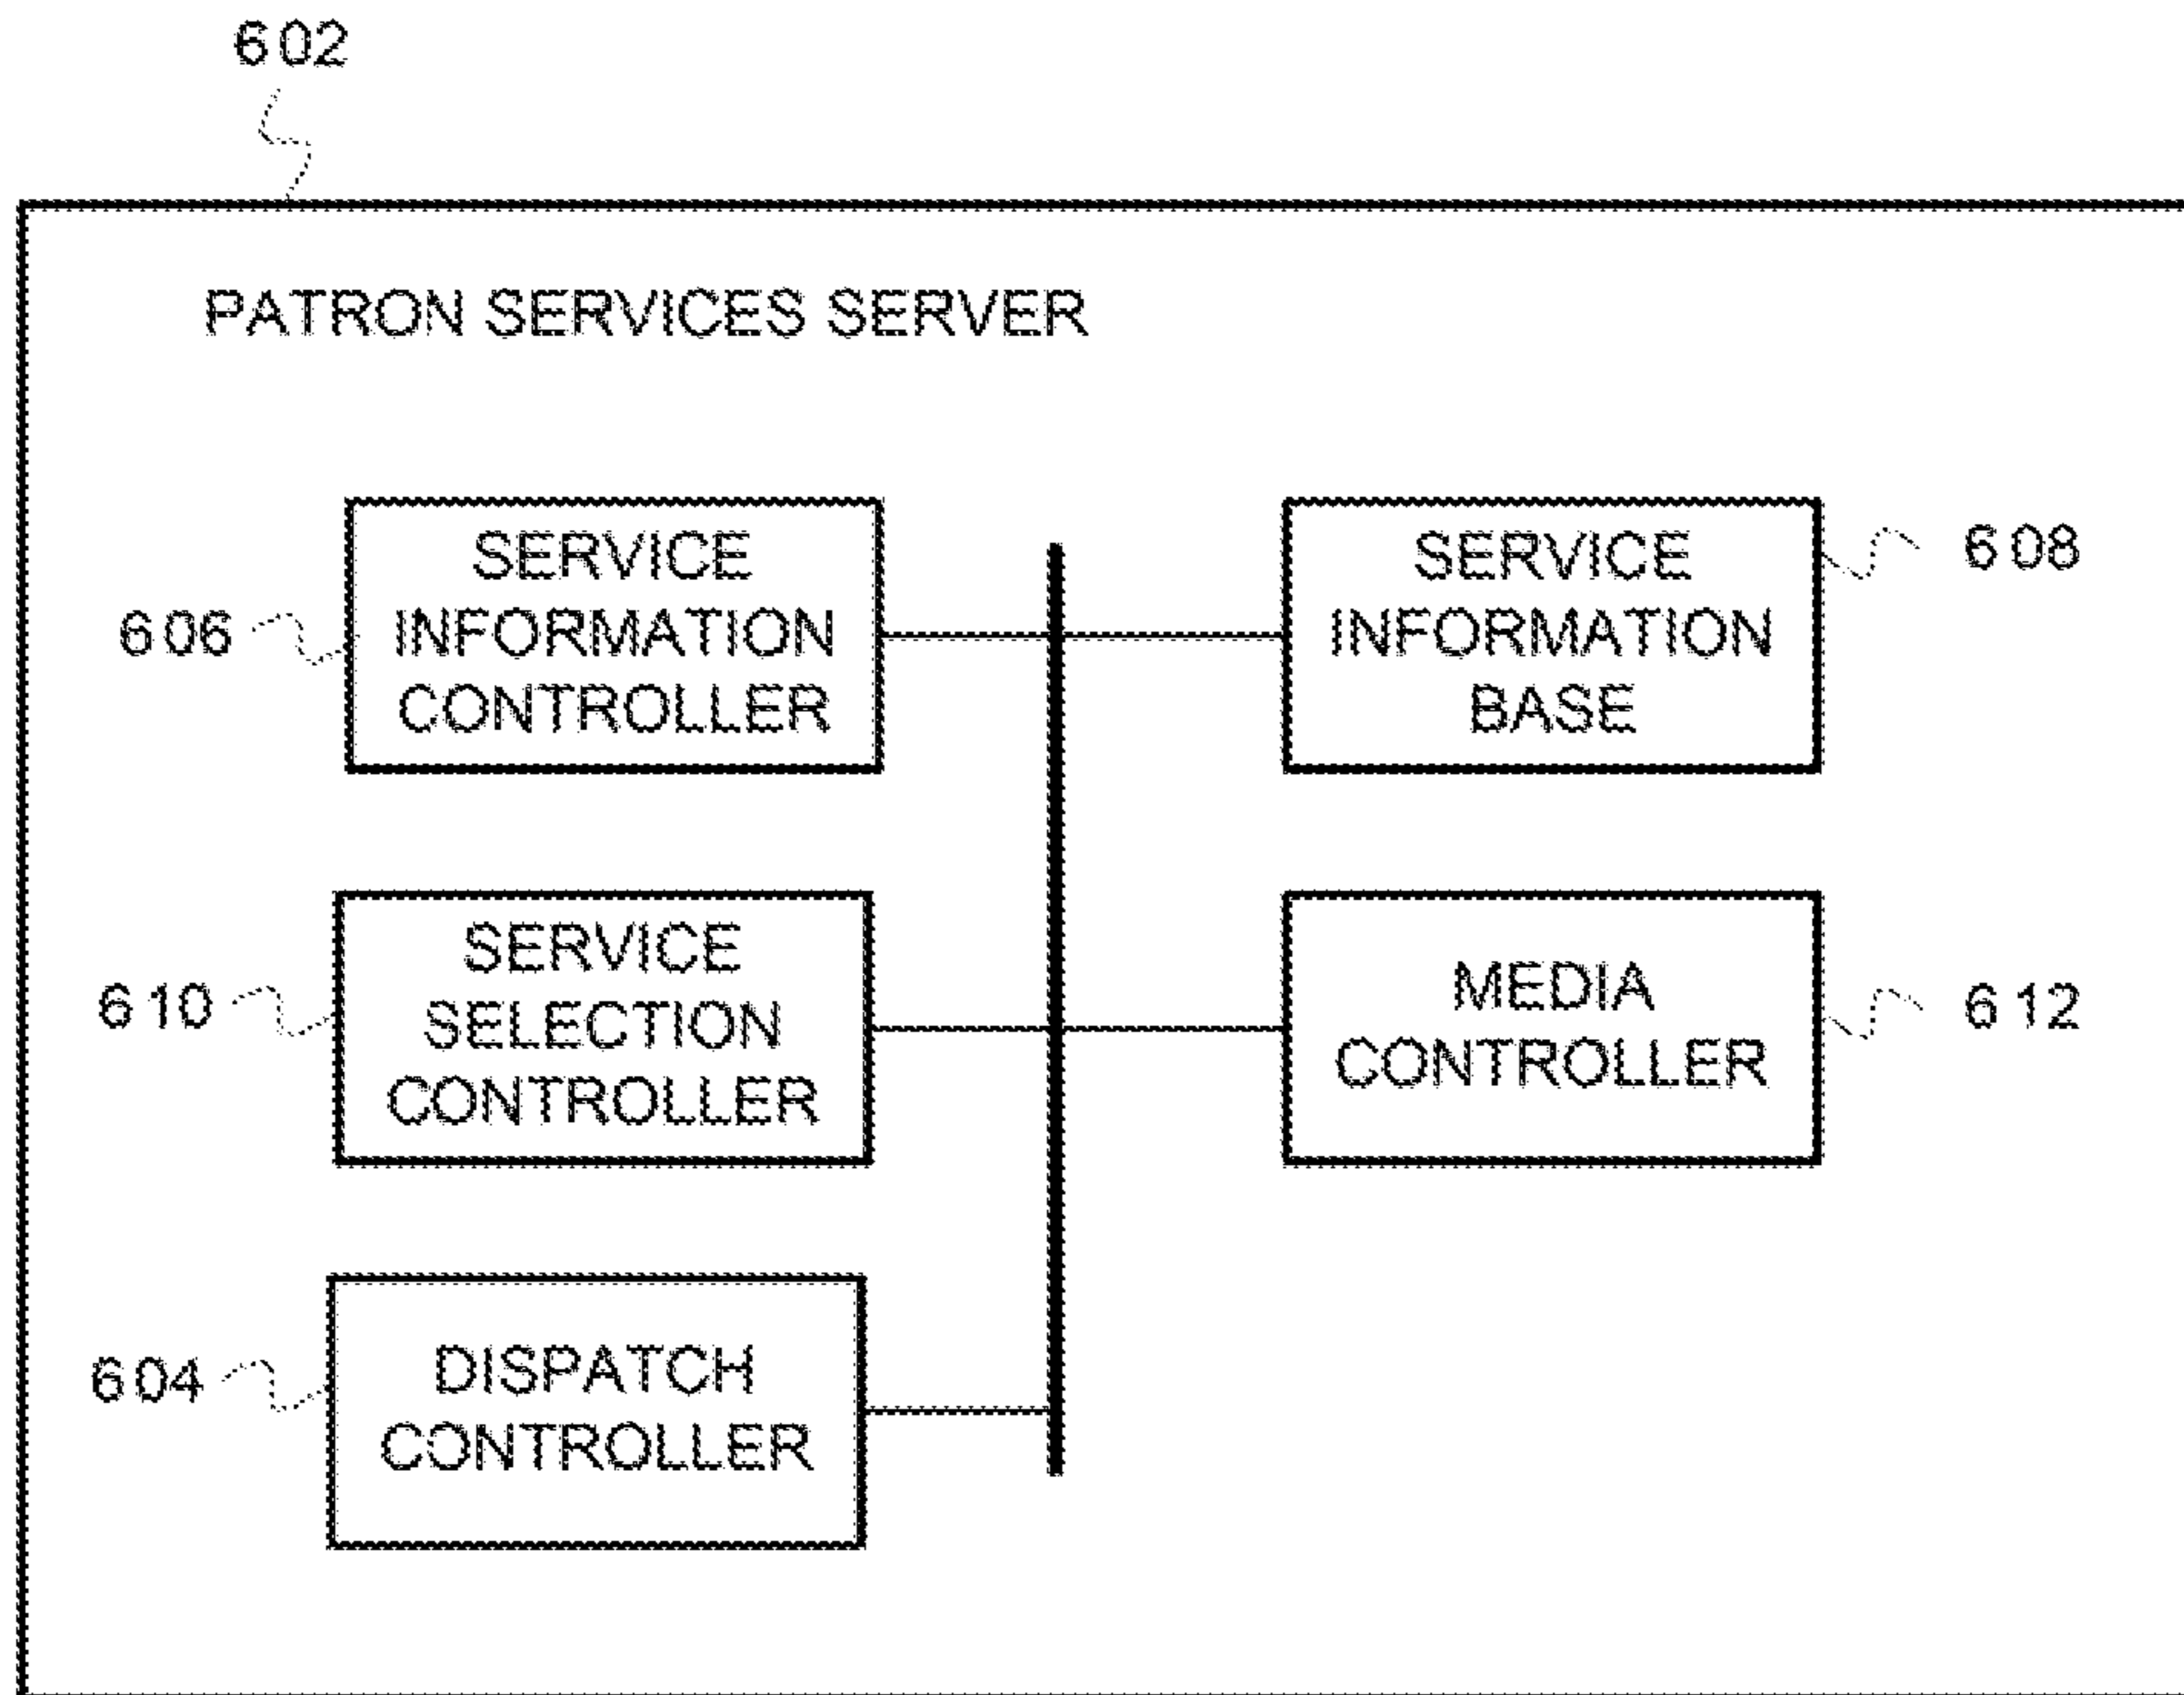 602
PATRON SERVICES SERVER
606
SERVICE
INFORMATION
CONTROLLER
SERVICE
INFORMATION
BASE
608
610
SERVICE
SELECTION
CONTROLLER
MEDIA
CONTROLLER
612
604
DISPATCH
CONTROLLER